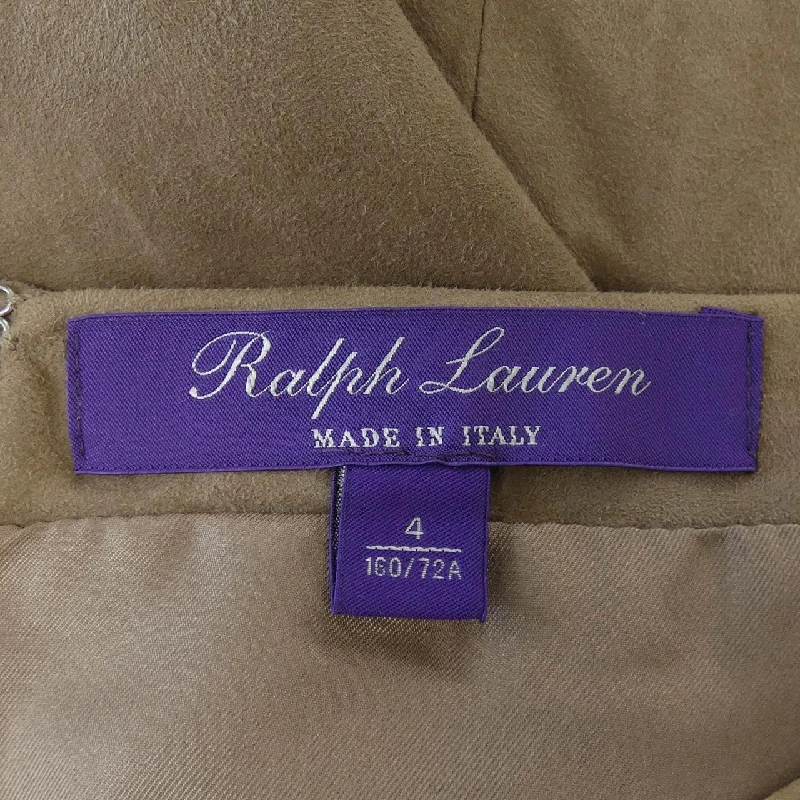 Ralph Lauren
MADE IN ITALY
4
160/72A